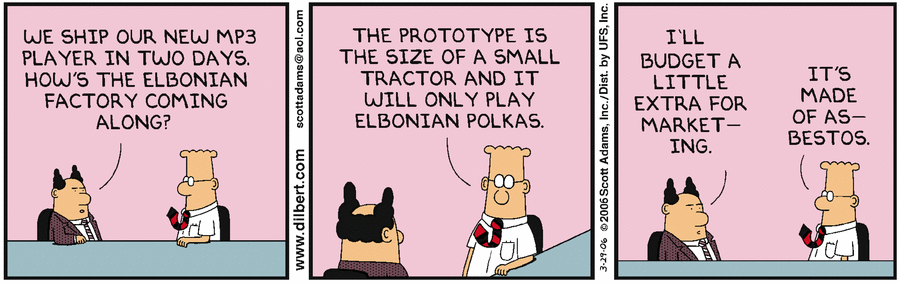 WE SHIP OUR NEW MP3
PLAYER IN TWO DAYS.
HOW'S THE ELBONIAN
FACTORY COMING
ALONG?
www.dilbert.com scottadams@aol.com
THE PROTOTYPE IS
THE SIZE OF A SMALL
TRACTOR AND IT
WILL ONLY PLAY
ELBONIAN POLKAS.
3-29-06 ©2006 Scott Adams, Inc./Dist. by UFS, Inc.
I'LL
BUDGET A
LITTLE
EXTRA FOR
MARKET—
ING.
IT'S
MADE
OF AS—
BESTOS.